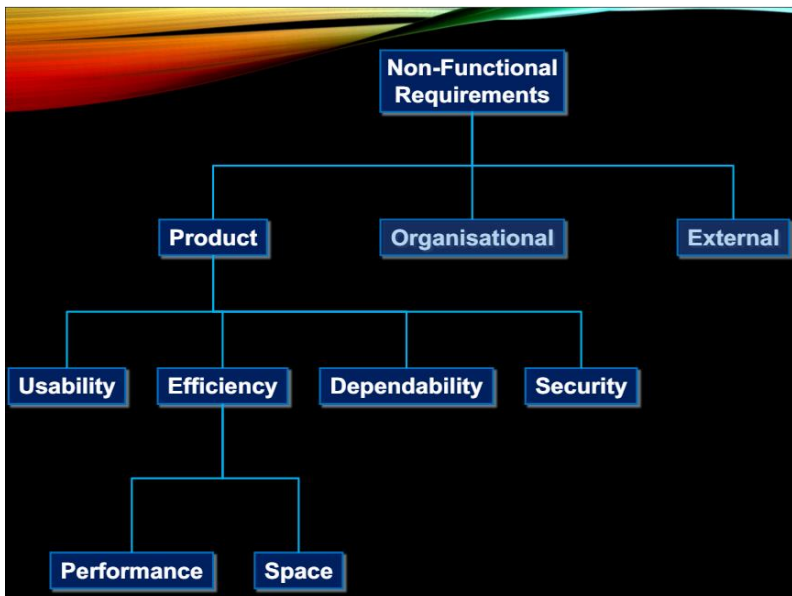 Non-Functional
Requirements
Product
Organisational
External
Usability
Efficiency
Dependability
Security
Performance
Space